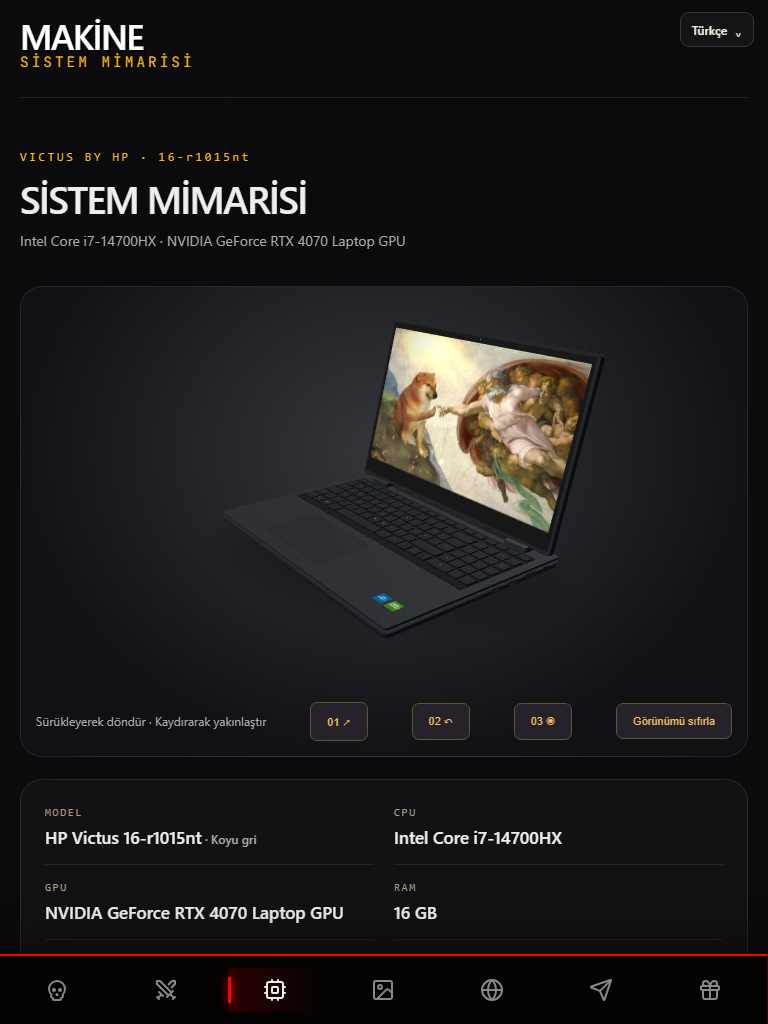 MAKİNE
SİSTEM MİMARİSİ
Türkçe
VICTUS BY HP · 16-r1015nt
SİSTEM MİMARİSİ
Intel Core i7-14700HX · NVIDIA GeForce RTX 4070 Laptop GPU
Sürükleyerek döndür · Kaydırarak yakınlaştır
01 ↗
02 ↶
03 ◉
Görünümü sıfırla
MODEL
HP Victus 16-r1015nt · Koyu gri
CPU
Intel Core i7-14700HX
GPU
NVIDIA GeForce RTX 4070 Laptop GPU
RAM
16 GB